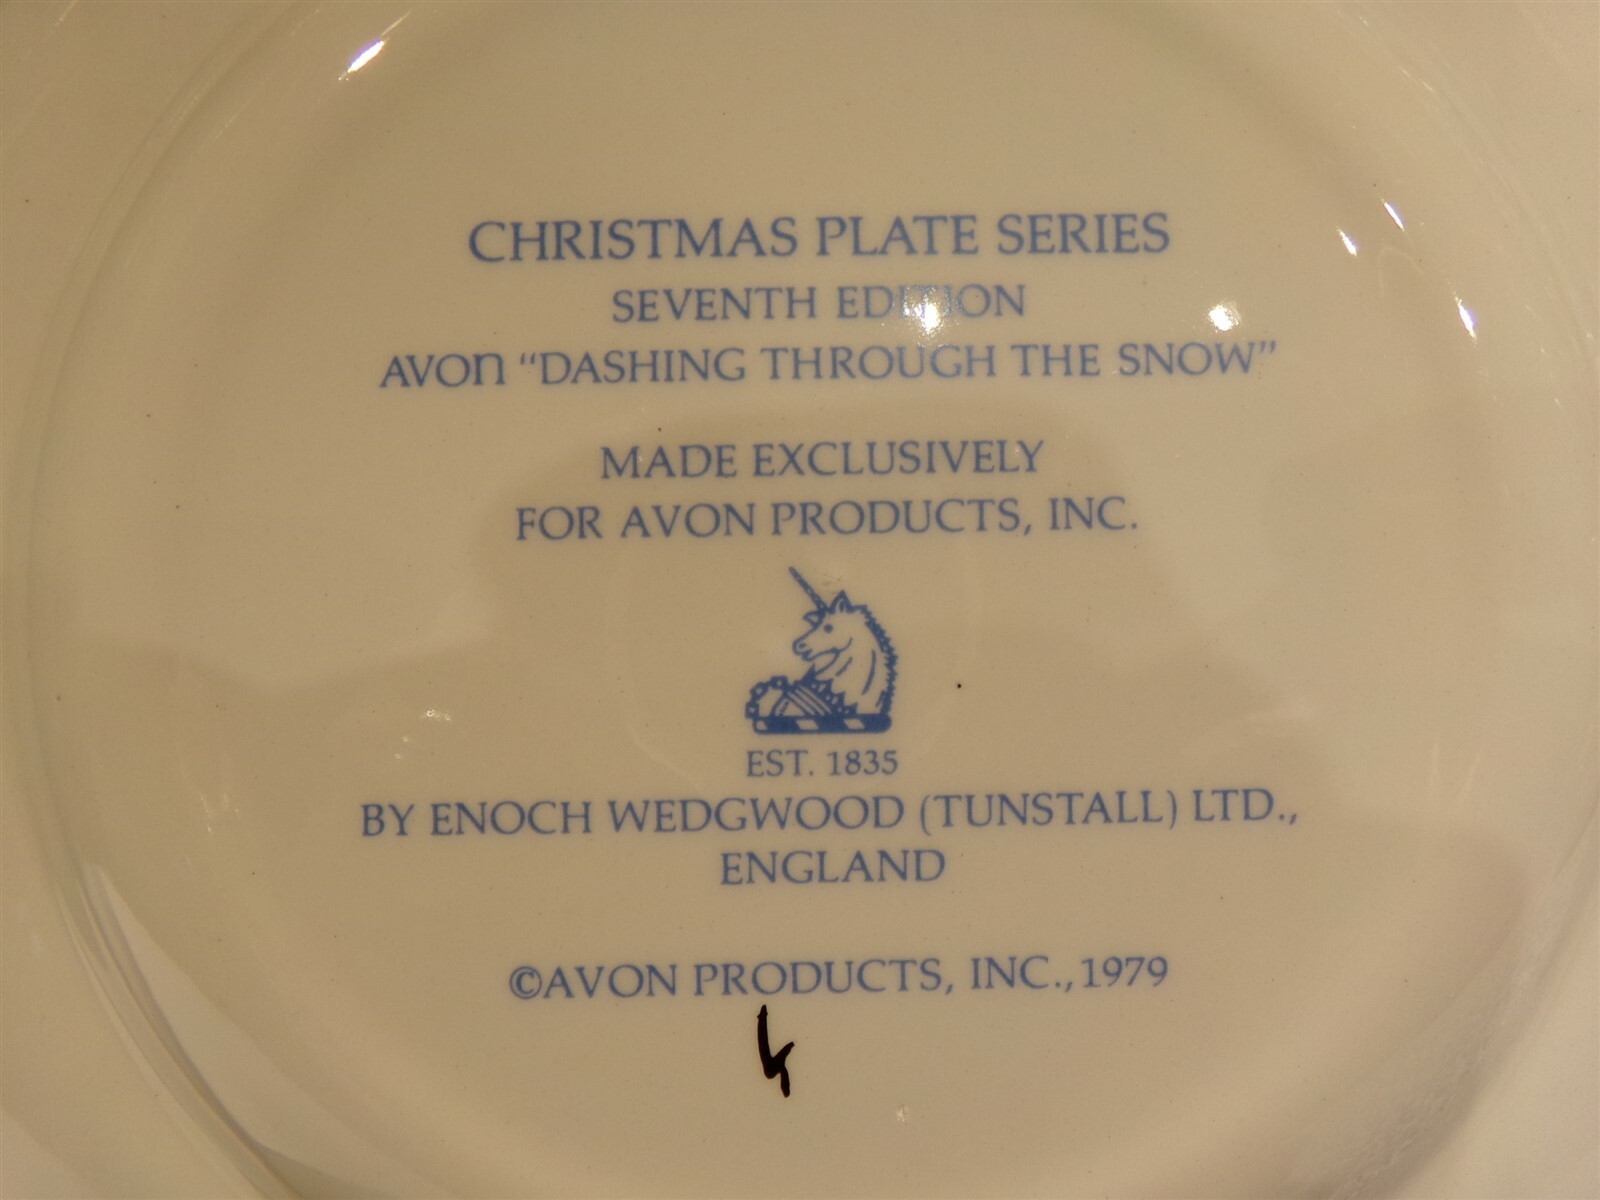 CHRISTMAS PLATE SERIES
SEVENTH EDITION
AVON "DASHING THROUGH THE SNOW"
MADE EXCLUSIVELY
FOR AVON PRODUCTS, INC.
EST. 1835
BY ENOCH WEDGWOOD (TUNSTALL) LTD.,
ENGLAND
©AVON PRODUCTS, INC., 1979